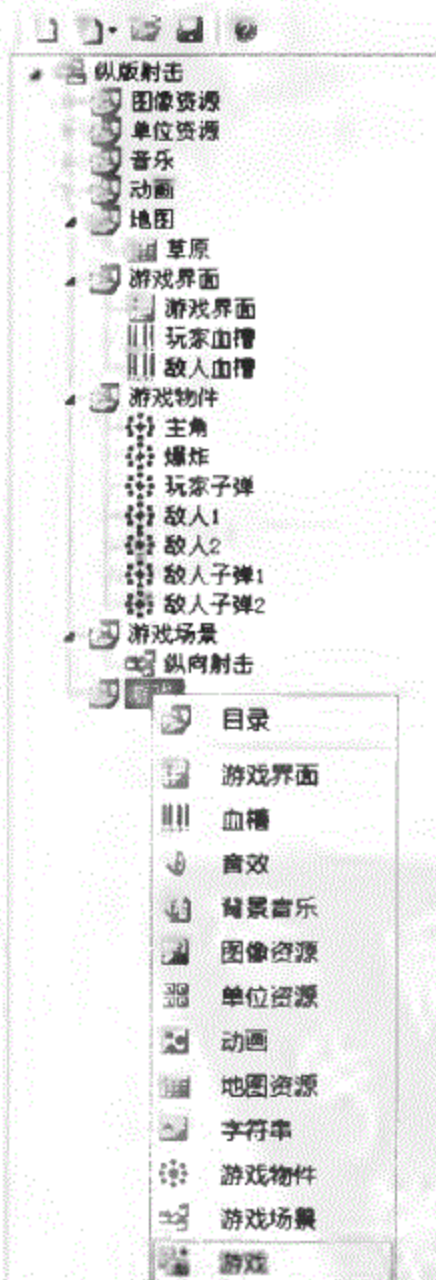 纵版射击
图像资源
单位资源
音乐
动画
地图
草原
游戏界面
游戏界面
玩家血槽
敌人血槽
游戏物件
主角
爆炸
玩家子弹
敌人1
敌人2
敌人子弹1
敌人子弹2
游戏场景
纵向射击
目录
游戏界面
血槽
音效
背景音乐
图像资源
单位资源
动画
地图资源
字符串
游戏物件
游戏场景
游戏